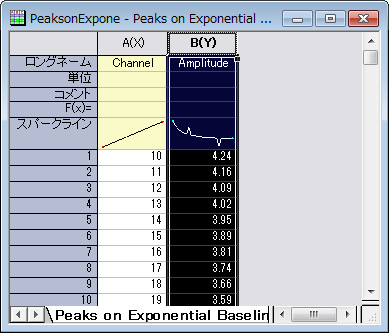 PeaksonExpone - Peaks on Exponential ...
A(X) B(Y)
ロングネーム Channel Amplitude
単位
コメント
F(x)=
スパークライン
1 10 4.24
2 11 4.16
3 12 4.09
4 13 4.02
5 14 3.95
6 15 3.89
7 16 3.81
8 17 3.74
9 18 3.66
10 19 3.59
Peaks on Exponential Baselin